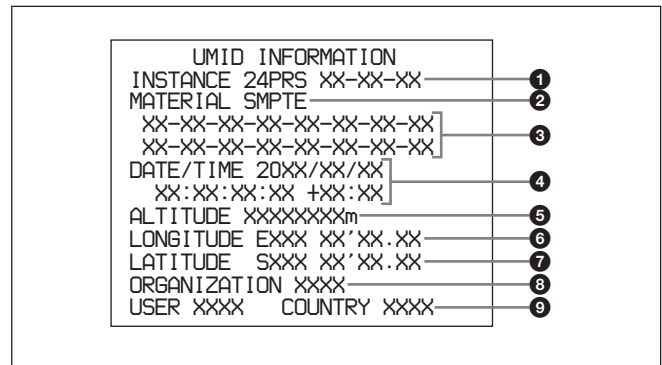 UMID INFORMATION
INSTANCE 24PRS XX-XX-XX
MATERIAL SMPTE
XX-XX-XX-XX-XX-XX-XX-XX
XX-XX-XX-XX-XX-XX-XX-XX
DATE/TIME 20XX/XX/XX
XX:XX:XX:XX +XX:XX
ALTITUDE XXXXXXXXm
LONGITUDE EXXX XX'XX.XX
LATITUDE SXXX XX'XX.XX
ORGANIZATION XXXX
USER XXXX COUNTRY XXXX
1
2
3
4
5
6
7
8
9